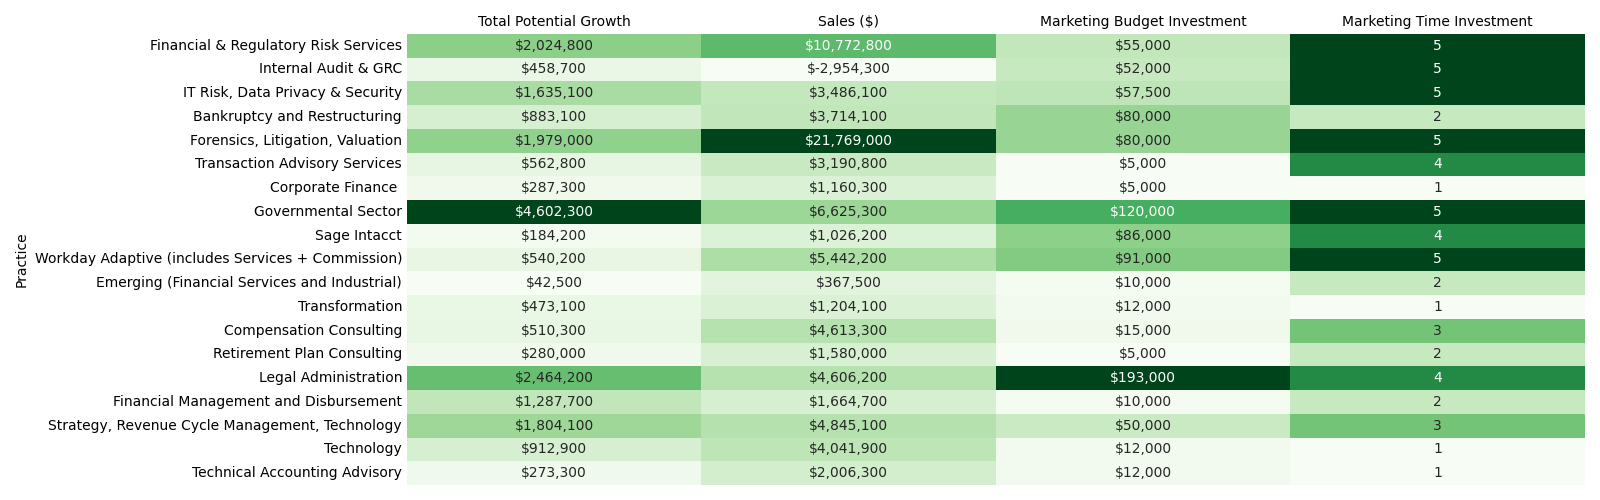 Total Potential Growth Sales ($) Marketing Budget Investment Marketing Time Investment
Financial & Regulatory Risk Services $2,024,800 $10,772,800 $55,000 5
Internal Audit & GRC $458,700 $-2,954,300 $52,000 5
IT Risk, Data Privacy & Security $1,635,100 $3,486,100 $57,500 5
Bankruptcy and Restructuring $883,100 $3,714,100 $80,000 2
Forensics, Litigation, Valuation $1,979,000 $21,769,000 $80,000 5
Transaction Advisory Services $562,800 $3,190,800 $5,000 4
Corporate Finance $287,300 $1,160,300 $5,000 1
Governmental Sector $4,602,300 $6,625,300 $120,000 5
Sage Intacct $184,200 $1,026,200 $86,000 4
Practice
Workday Adaptive (includes Services + Commission) $540,200 $5,442,200 $91,000 5
Emerging (Financial Services and Industrial) $42,500 $367,500 $10,000 2
Transformation $473,100 $1,204,100 $12,000 1
Compensation Consulting $510,300 $4,613,300 $15,000 3
Retirement Plan Consulting $280,000 $1,580,000 $5,000 2
Legal Administration $2,464,200 $4,606,200 $193,000 4
Financial Management and Disbursement $1,287,700 $1,664,700 $10,000 2
Strategy, Revenue Cycle Management, Technology $1,804,100 $4,845,100 $50,000 3
Technology $912,900 $4,041,900 $12,000 1
Technical Accounting Advisory $273,300 $2,006,300 $12,000 1